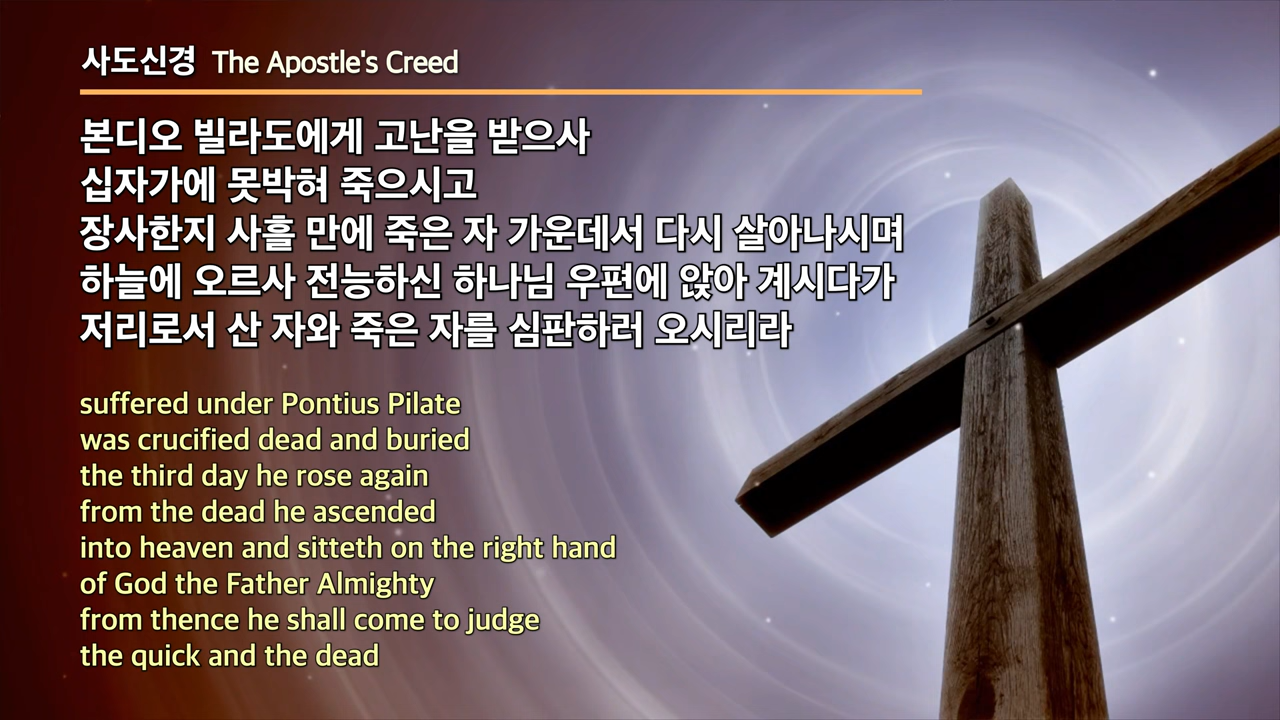 사도신경 The Apostle's Creed
본디오 빌라도에게 고난을 받으사
십자가에 못박혀 죽으시고
장사한지 사흘 만에 죽은 자 가운데서 다시 살아나시며
하늘에 오르사 전능하신 하나님 우편에 앉아 계시다가
저리로서 산 자와 죽은 자를 심판하러 오시리라
suffered under Pontius Pilate
was crucified dead and buried
the third day he rose again
from the dead he ascended
into heaven and sitteth on the right hand
of God the Father Almighty
from thence he shall come to judge
the quick and the dead